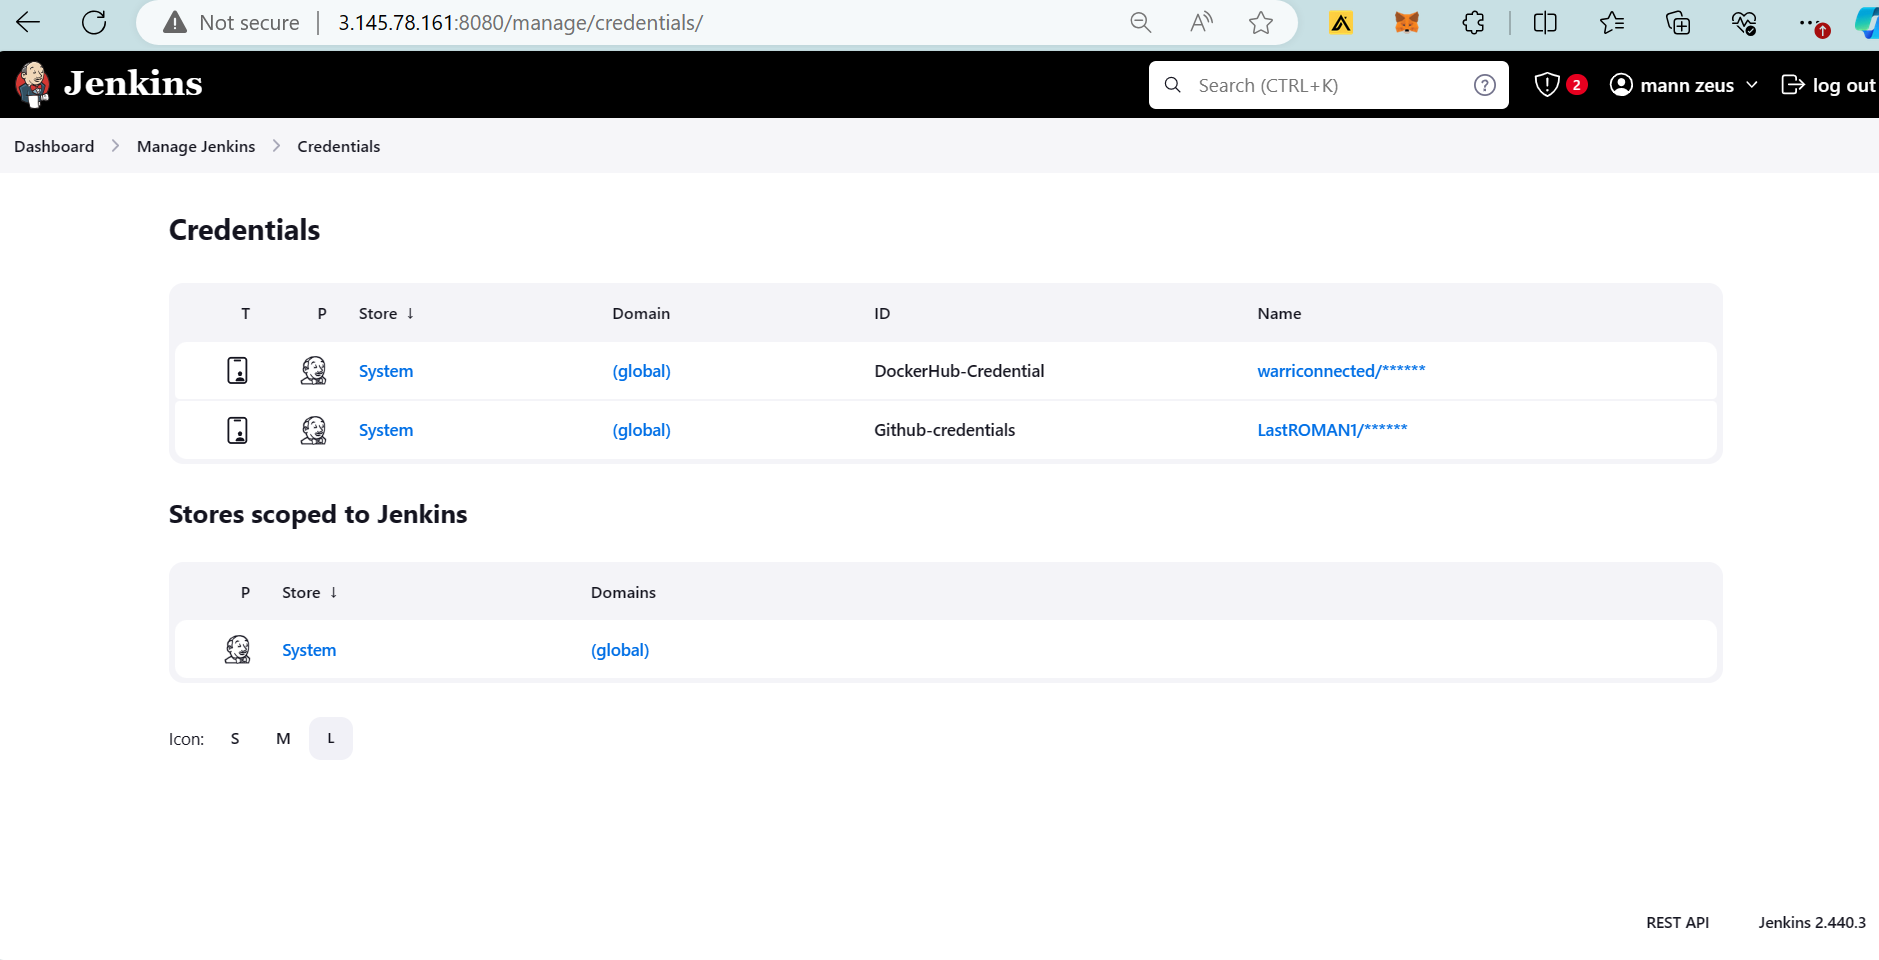 Not secure 3.145.78.161:8080/manage/credentials/
Jenkins Search (CTRL+K) ? 2 mann zeus log out
Dashboard Manage Jenkins Credentials
Credentials
T P Store ↓ Domain ID Name
System (global) DockerHub-Credential warriconnected/******
System (global) Github-credentials LastROMAN1/******
Stores scoped to Jenkins
P Store ↓ Domains
System (global)
Icon: S M L
REST API Jenkins 2.440.3